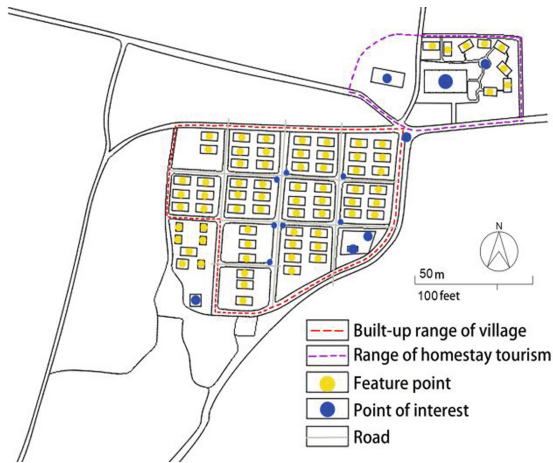 N
50 m
100 feet
Built-up range of village
Range of homestay tourism
Feature point
Point of interest
Road